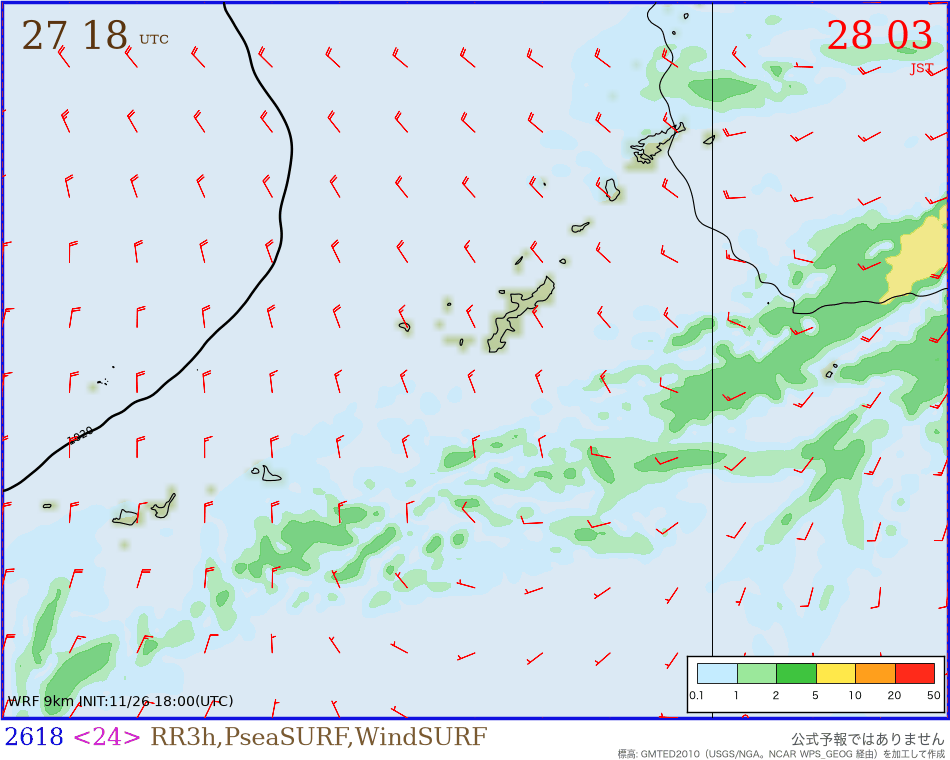 27 18 UTC
28 03
JST
1020
WRF 9km INIT:11/26-18:00(UTC)
0.1 1 2 5 10 20 50
2618 <24> RR3h,PseaSURF,WindSURF
公式予報ではありません
標高: GMTED2010（USGS/NGA。NCAR WPS_GEOG 経由）を加工して作成